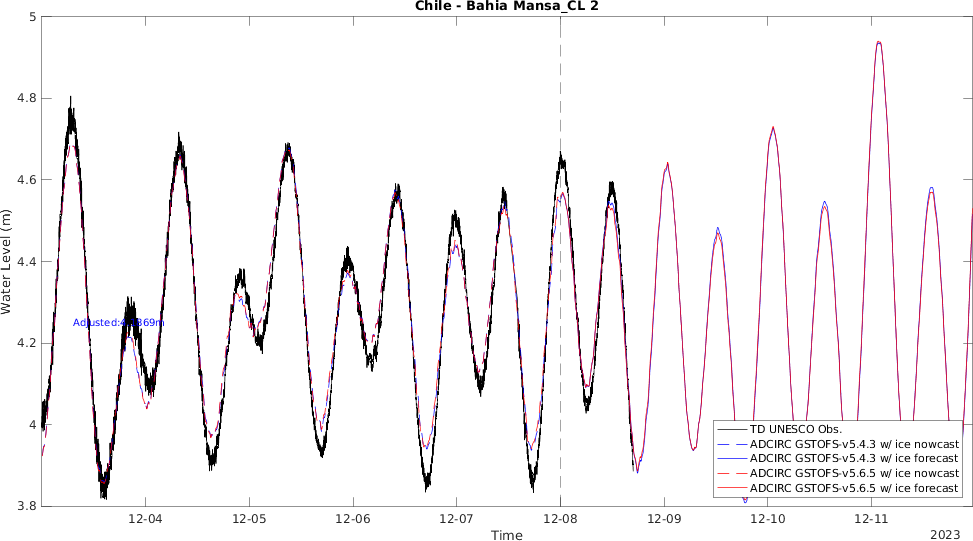 Chile - Bahia Mansa_CL 2
5
4.8
4.6
4.4
4.2
4
3.8
Water Level (m)
12-04
12-05
12-06
12-07
12-08
12-09
12-10
12-11
Time
2023
TD UNESCO Obs.
ADCIRC GSTOFS-v5.4.3 w/ ice nowcast
ADCIRC GSTOFS-v5.4.3 w/ ice forecast
ADCIRC GSTOFS-v5.6.5 w/ ice nowcast
ADCIRC GSTOFS-v5.6.5 w/ ice forecast